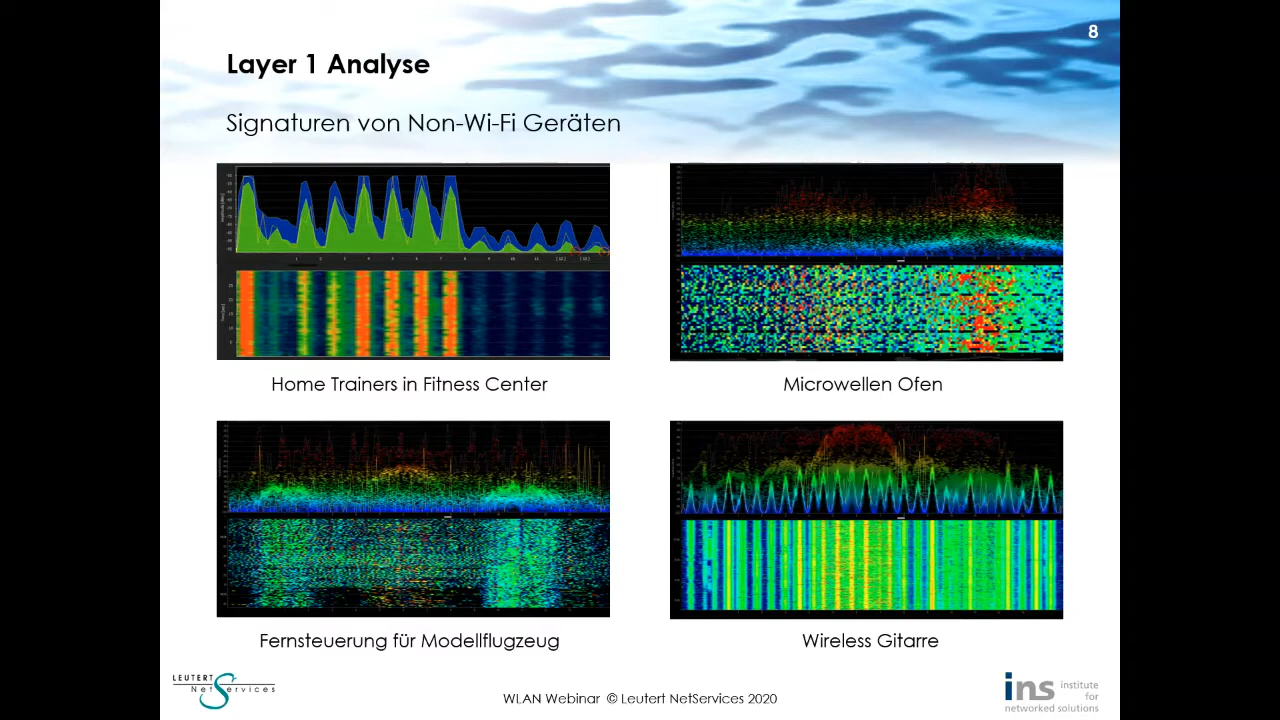 8
Layer 1 Analyse
Signaturen von Non-Wi-Fi Geräten
Home Trainers in Fitness Center
Microwellen Ofen
Fernsteuerung für Modellflugzeug
Wireless Gitarre
LEUTERT
NetServices
WLAN Webinar © Leutert NetServices 2020
ins institute
for
networked solutions